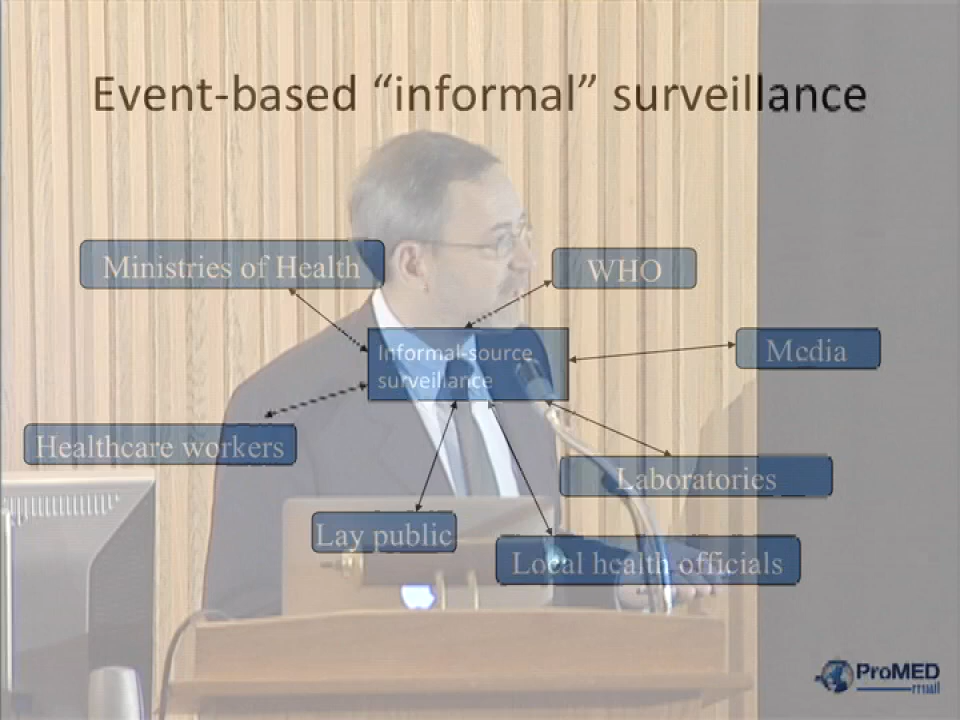 Event-based “informal” surveillance
Ministries of Health
WHO
Informal-source
surveillance
Media
Healthcare workers
Laboratories
Lay public
Local health officials
ProMED
mail